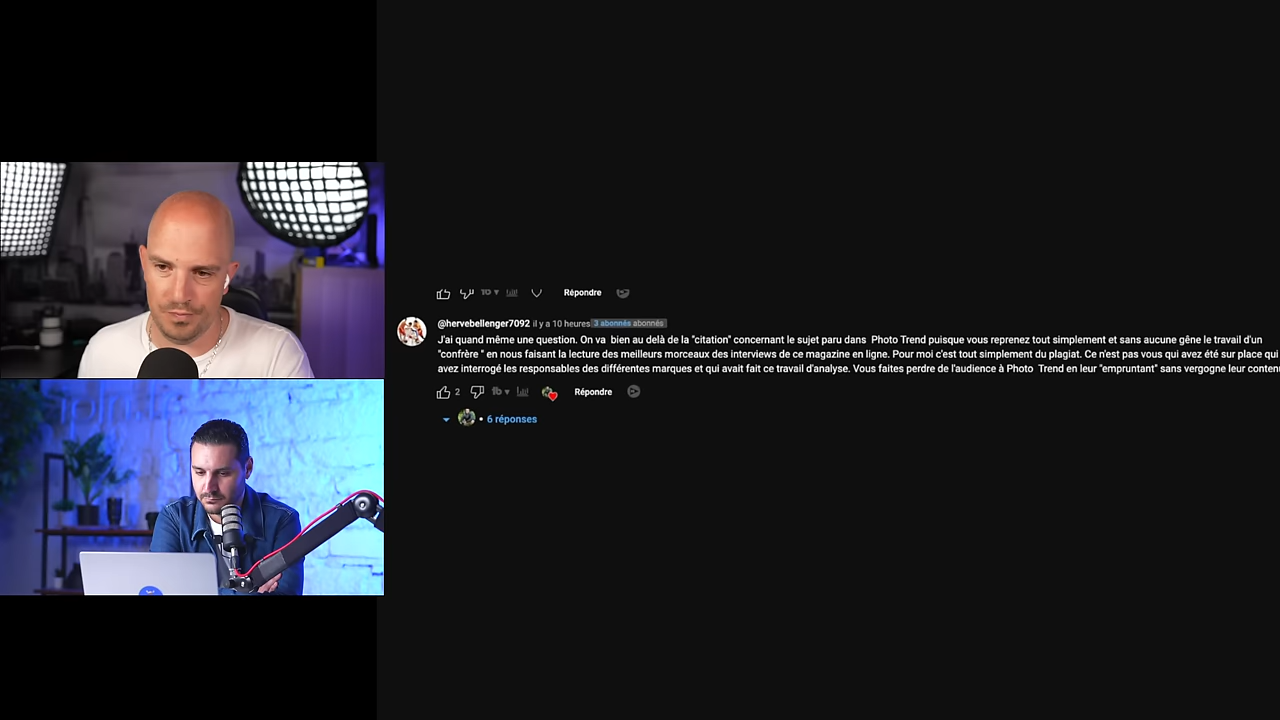 Répondre
@hervebellenger7092 il y a 10 heures 3 abonnés abonnés
J'ai quand même une question. On va bien au delà de la "citation" concernant le sujet paru dans Photo Trend puisque vous reprenez tout simplement et sans aucune gêne le travail d'un
"confrère " en nous faisant la lecture des meilleurs morceaux des interviews de ce magazine en ligne. Pour moi c'est tout simplement du plagiat. Ce n'est pas vous qui avez été sur place qui
avez interrogé les responsables des différentes marques et qui avait fait ce travail d'analyse. Vous faites perdre de l'audience à Photo Trend en leur "empruntant" sans vergogne leur
2 Répondre
• 6 réponses